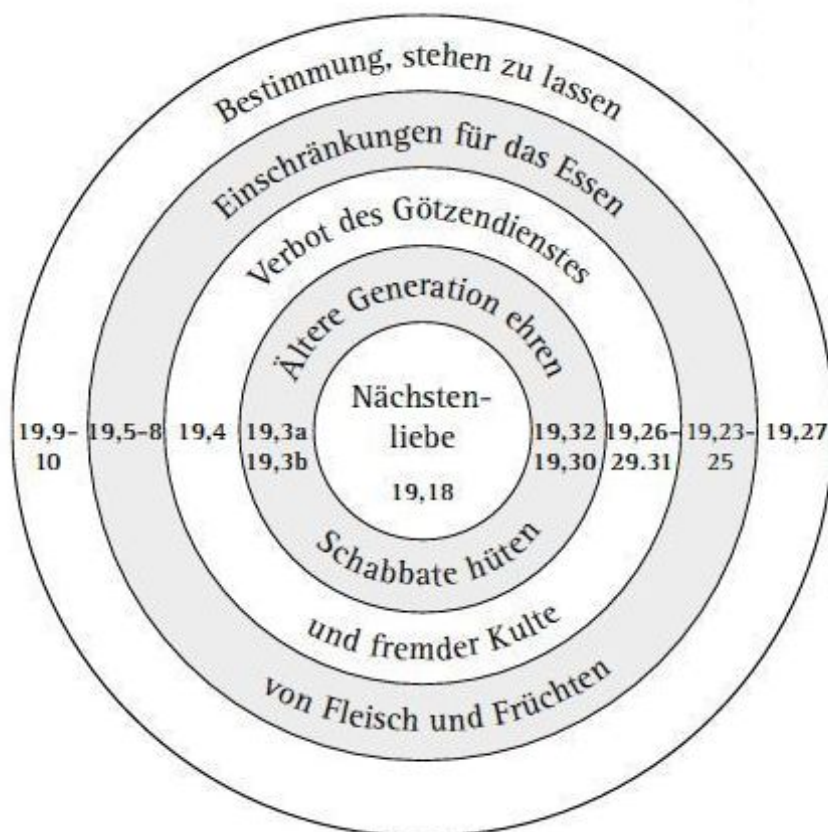 Bestimmung, stehen zu lassen
Einschränkungen für das Essen
Verbot des Götzendienstes
Ältere Generation ehren
Nächsten-
liebe
19,18
19,9-
10
19,5-8
19,4
19,3a
19,3b
19,32
19,30
19,26-
29.31
19,23-
25
19,27
Schabbate hüten
und fremder Kulte
von Fleisch und Früchten